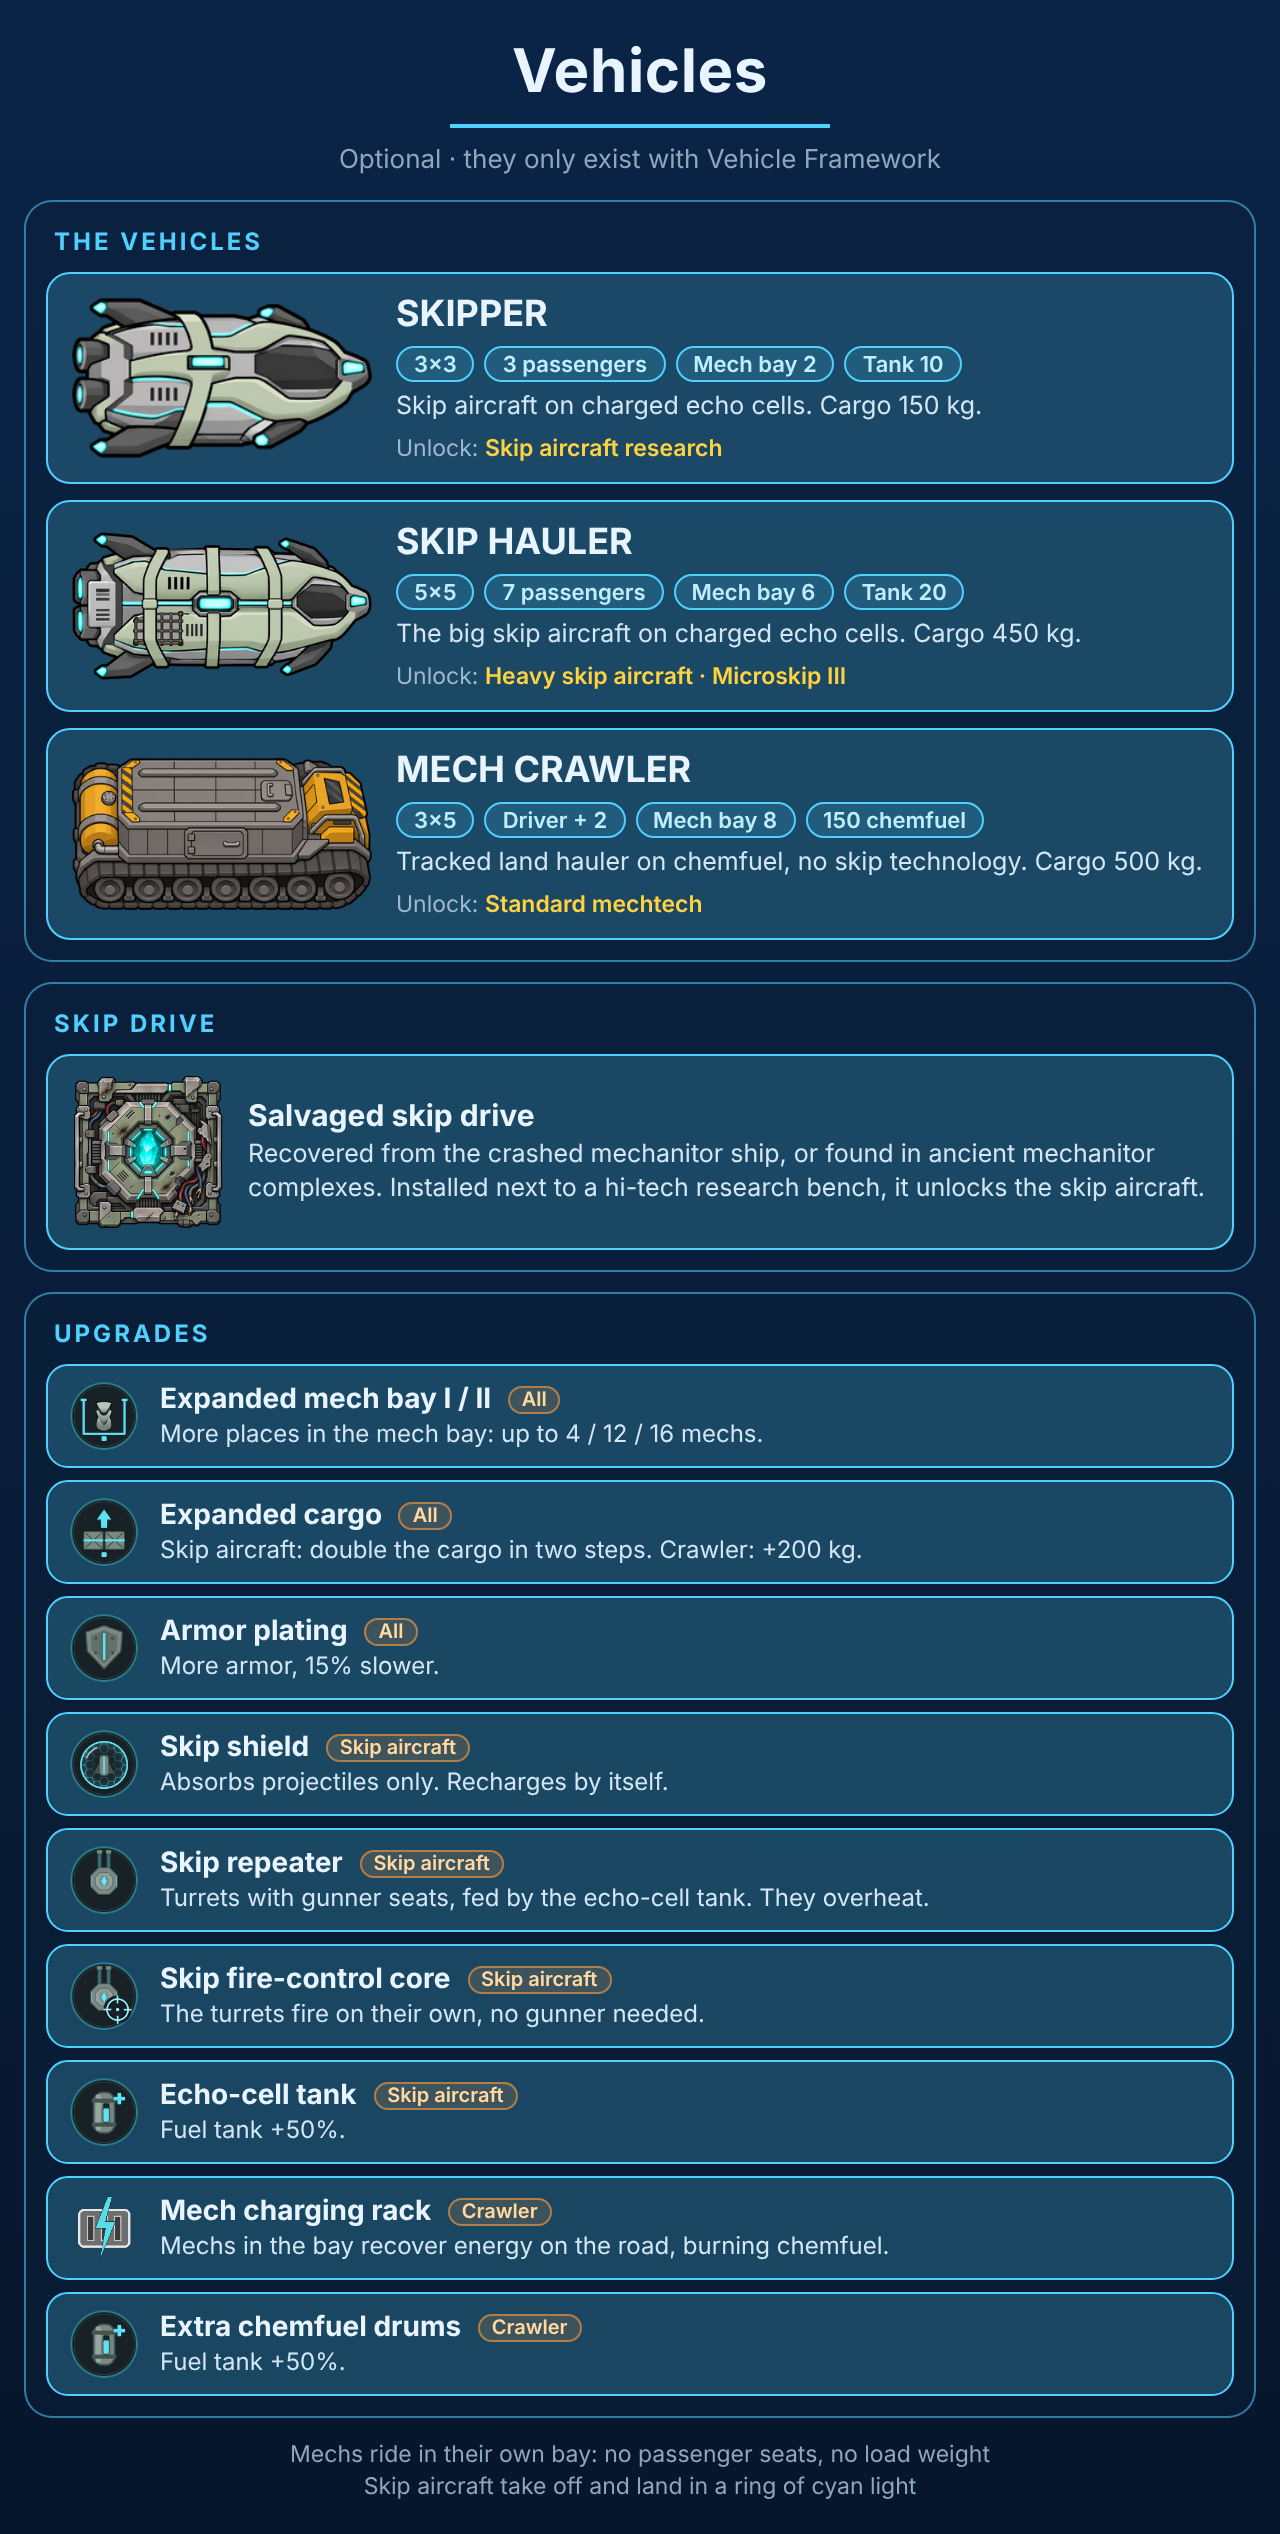 Vehicles
Optional · they only exist with Vehicle Framework
THE VEHICLES
SKIPPER
3×3 3 passengers Mech bay 2 Tank 10
Skip aircraft on charged echo cells. Cargo 150 kg.
Unlock: Skip aircraft research
SKIP HAULER
5×5 7 passengers Mech bay 6 Tank 20
The big skip aircraft on charged echo cells. Cargo 450 kg.
Unlock: Heavy skip aircraft · Microskip III
MECH CRAWLER
3×5 Driver + 2 Mech bay 8 150 chemfuel
Tracked land hauler on chemfuel, no skip technology. Cargo 500 kg.
Unlock: Standard mechtech
SKIP DRIVE
Salvaged skip drive
Recovered from the crashed mechanitor ship, or found in ancient mechanitor
complexes. Installed next to a hi-tech research bench, it unlocks the skip aircraft.
UPGRADES
Expanded mech bay I / II All
More places in the mech bay: up to 4 / 12 / 16 mechs.
Expanded cargo All
Skip aircraft: double the cargo in two steps. Crawler: +200 kg.
Armor plating All
More armor, 15% slower.
Skip shield Skip aircraft
Absorbs projectiles only. Recharges by itself.
Skip repeater Skip aircraft
Turrets with gunner seats, fed by the echo-cell tank. They overheat.
Skip fire-control core Skip aircraft
The turrets fire on their own, no gunner needed.
Echo-cell tank Skip aircraft
Fuel tank +50%.
Mech charging rack Crawler
Mechs in the bay recover energy on the road, burning chemfuel.
Extra chemfuel drums Crawler
Fuel tank +50%.
Mechs ride in their own bay: no passenger seats, no load weight
Skip aircraft take off and land in a ring of cyan light